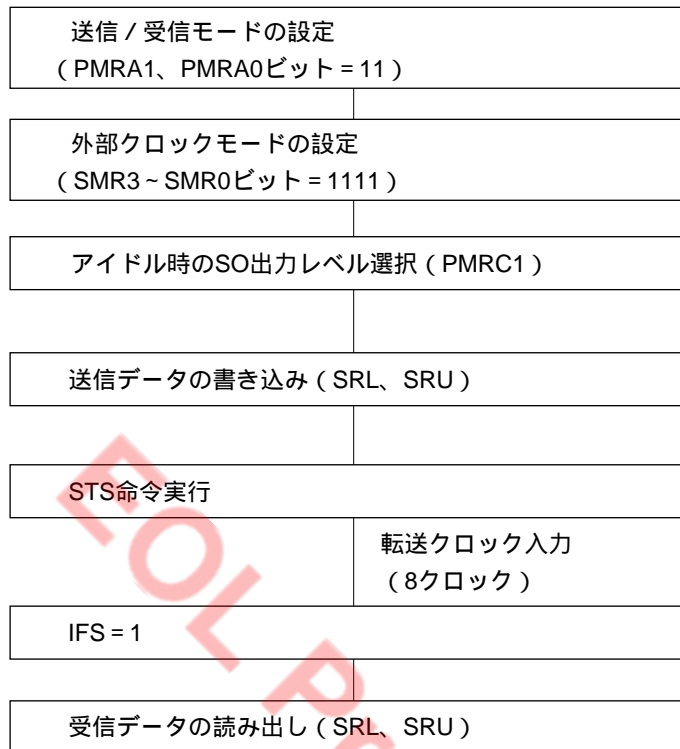 送信 / 受信モードの設定
( PMRA1、PMRA0ビット = 11 )
外部クロックモードの設定
( SMR3 ~ SMR0ビット = 1111 )
アイドル時のSO出力レベル選択 ( PMRC1 )
送信データの書き込み ( SRL、SRU )
STS命令実行
転送クロック入力
( 8クロック )
IFS = 1
受信データの読み出し ( SRL、SRU )
EOL Pr